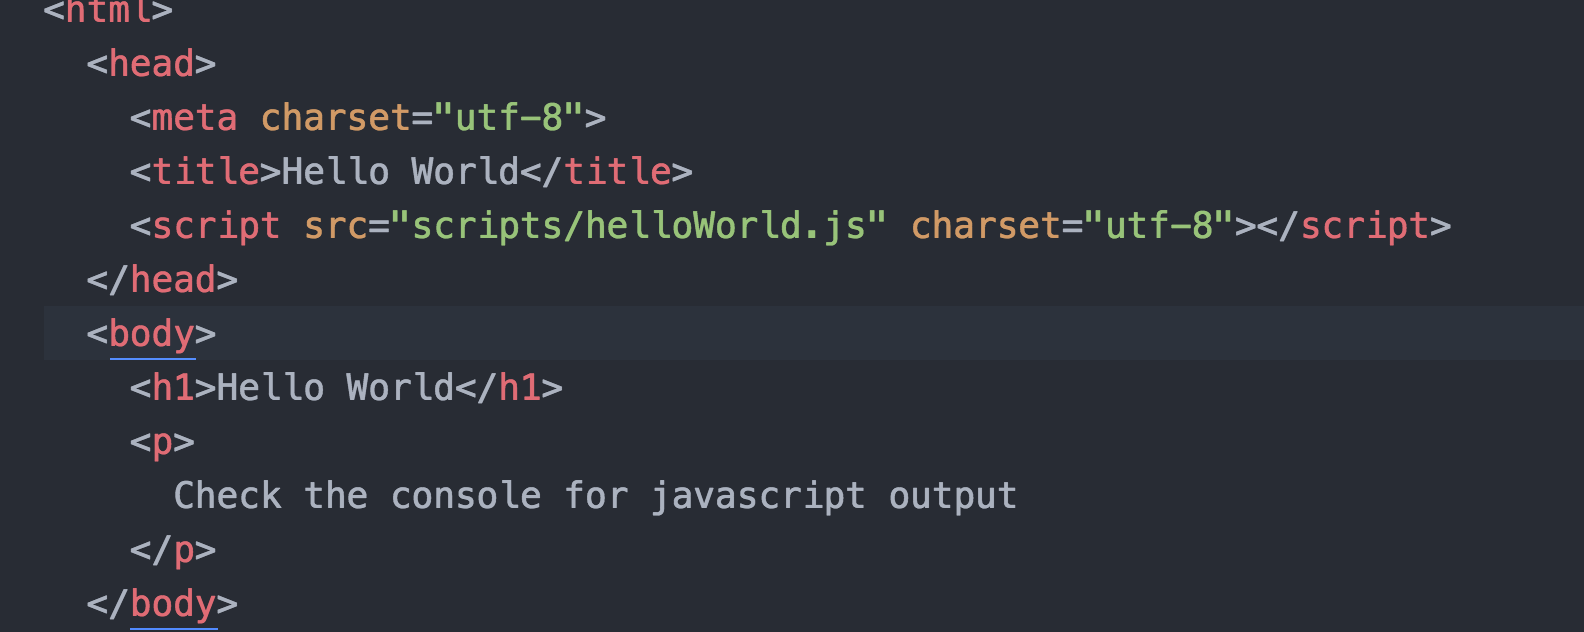 <html>
<head>
<meta charset="utf-8">
<title>Hello World</title>
<script src="scripts/helloWorld.js" charset="utf-8"></script>
</head>
<body>
<h1>Hello World</h1>
<p>
Check the console for javascript output
</p>
</body>